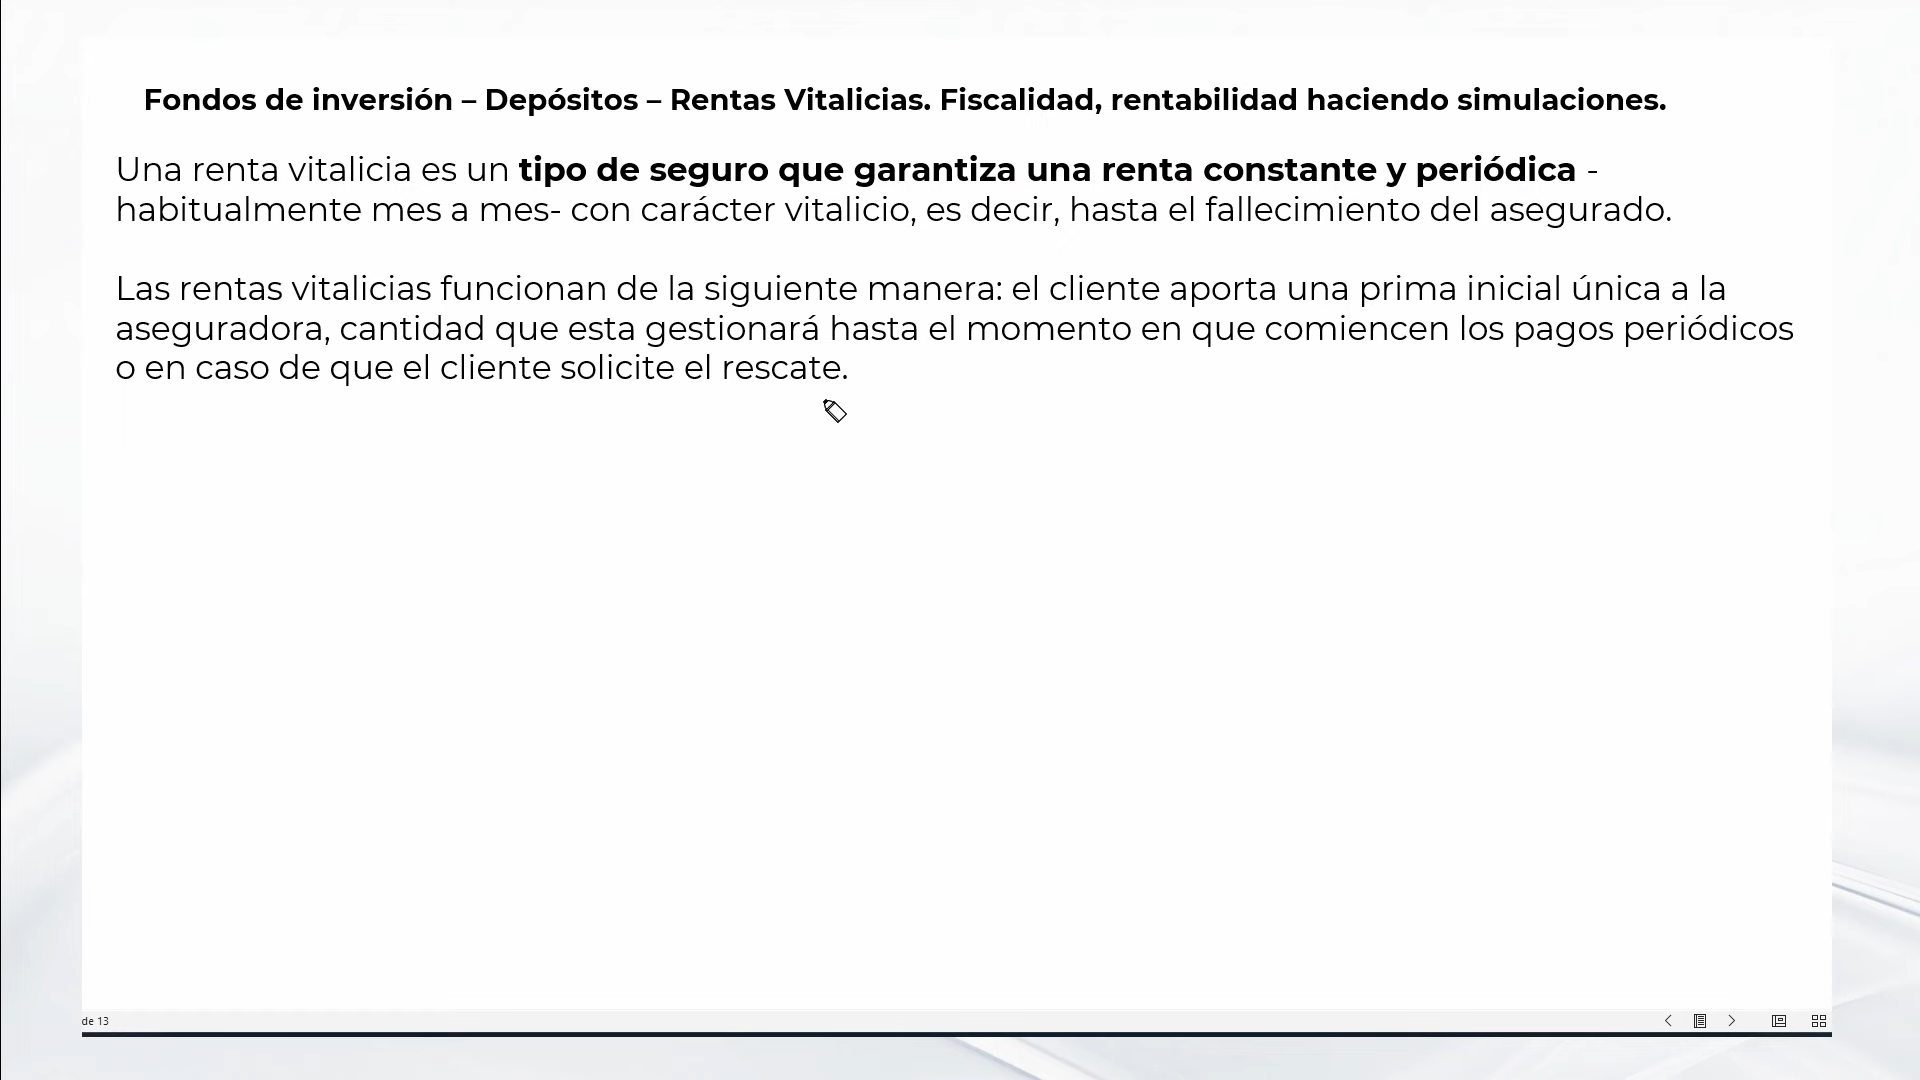 Fondos de inversión – Depósitos – Rentas Vitalicias. Fiscalidad, rentabilidad haciendo simulaciones.
Una renta vitalicia es un tipo de seguro que garantiza una renta constante y periódica -
habitualmente mes a mes- con carácter vitalicio, es decir, hasta el fallecimiento del asegurado.
Las rentas vitalicias funcionan de la siguiente manera: el cliente aporta una prima inicial única a la
aseguradora, cantidad que esta gestionará hasta el momento en que comiencen los pagos periódicos
o en caso de que el cliente solicite el rescate.
de 13